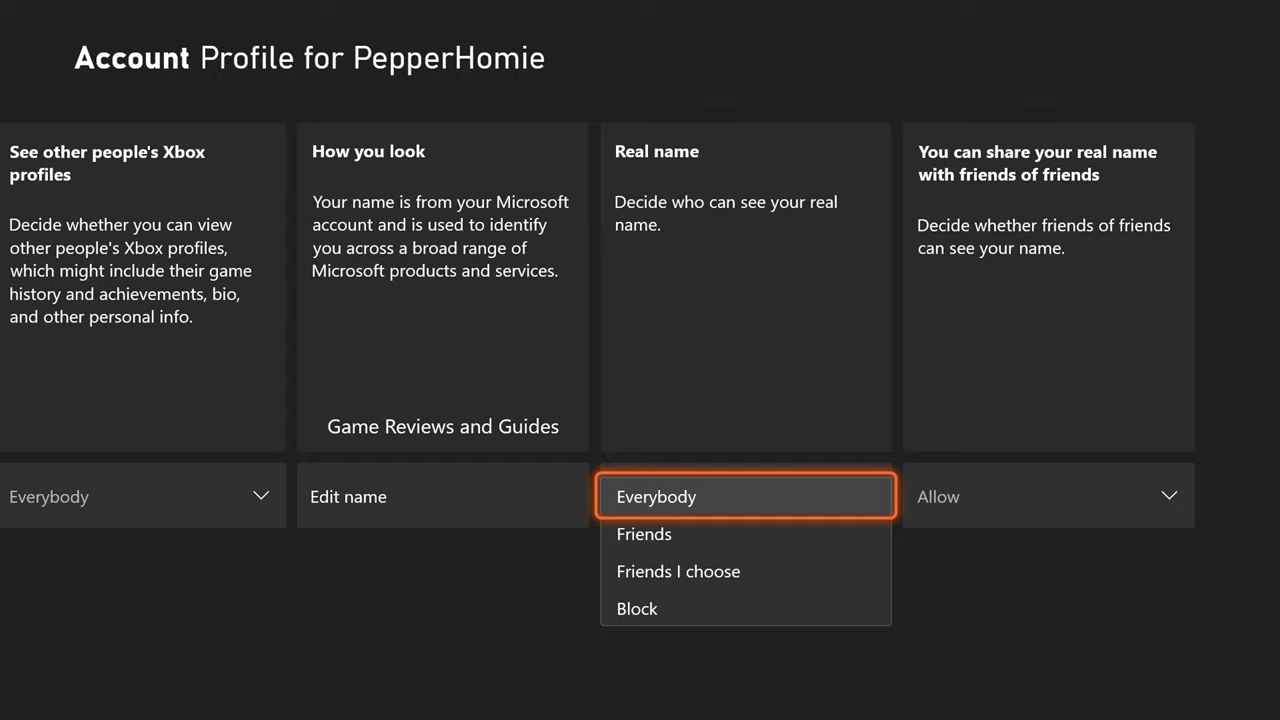 Account Profile for PepperHomie
See other people's Xbox
profiles
Decide whether you can view
other people's Xbox profiles,
which might include their game
history and achievements, bio,
and other personal info.
Everybody
How you look
Your name is from your Microsoft
account and is used to identify
you across a broad range of
Microsoft products and services.
Game Reviews and Guides
Edit name
Real name
Decide who can see your real
name.
Everybody
Friends
Friends I choose
Block
You can share your real name
with friends of friends
Decide whether friends of friends
can see your name.
Allow